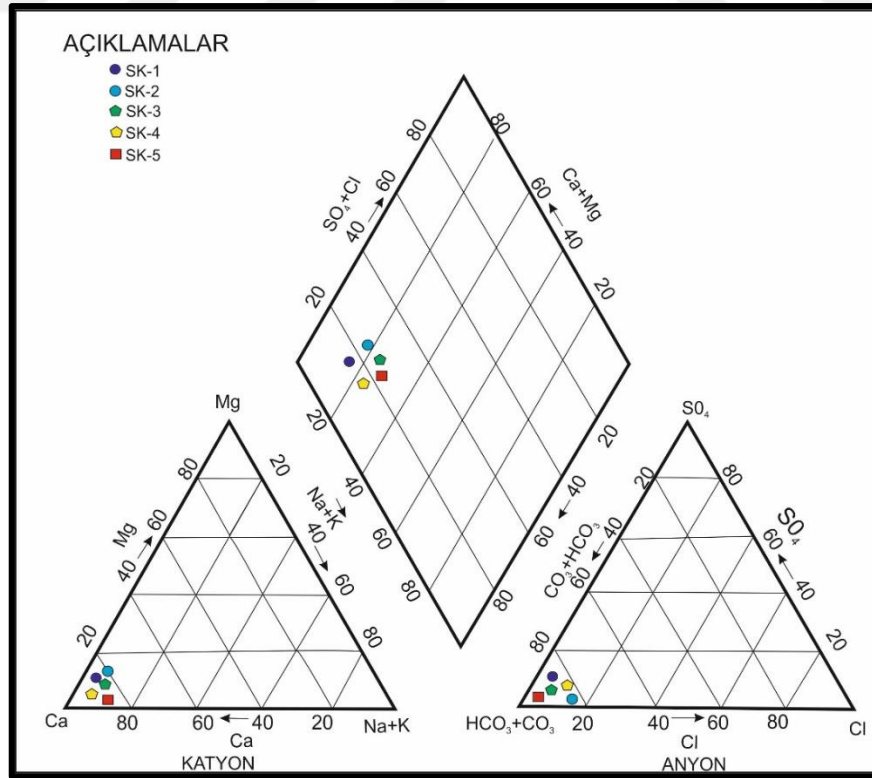 AÇIKLAMALAR
SK-1
SK-2
SK-3
SK-4
SK-5
80
80
SO₄+Cl
60
40
20
Ca+Mg
60
40
20
20
Na+K
40
60
80
20
40
60
80
CO₃+HCO₃
Mg
80
20
Mg
60
40
40
60
20
80
Ca
80
60
40
20
Na+K
Ca
KATYON
S0₄
20
80
S0₄
40
60
60
40
80
20
HCO₃+CO₃
20
40
60
80
Cl
Cl
ANYON